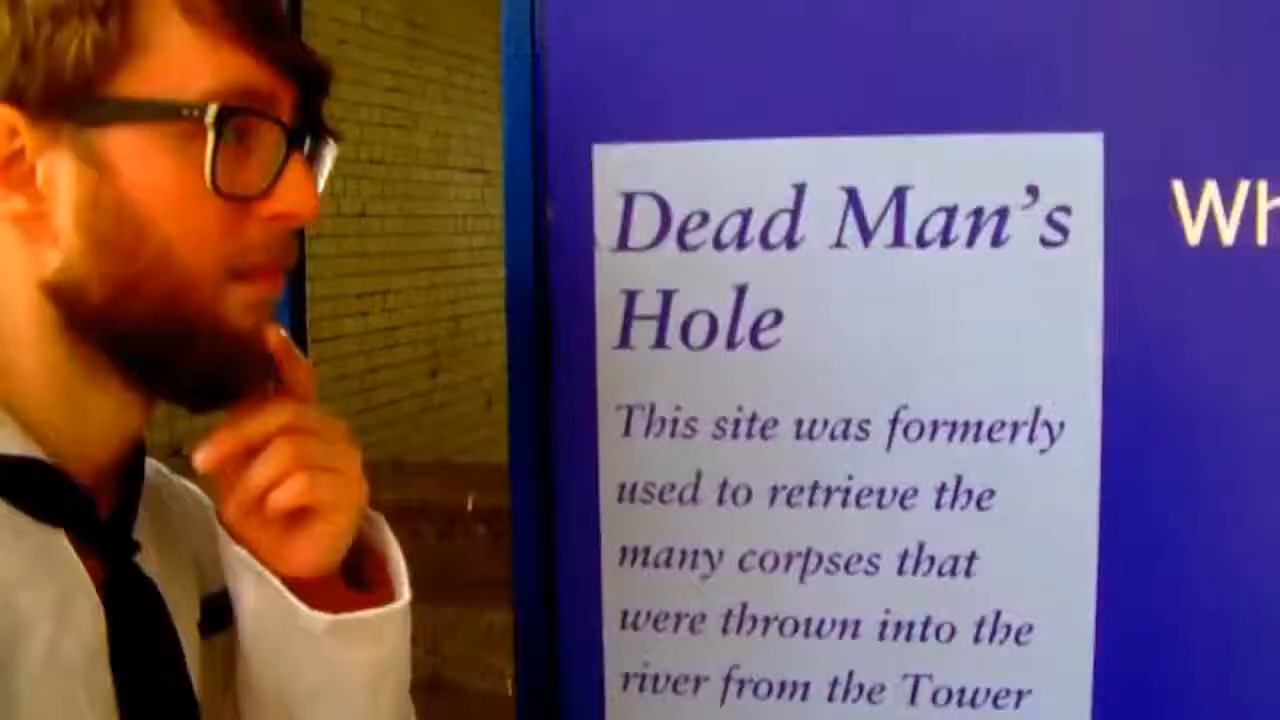 Dead Man's
Hole
This site was formerly
used to retrieve the
many corpses that
were thrown into the
river from the Tower
Wh